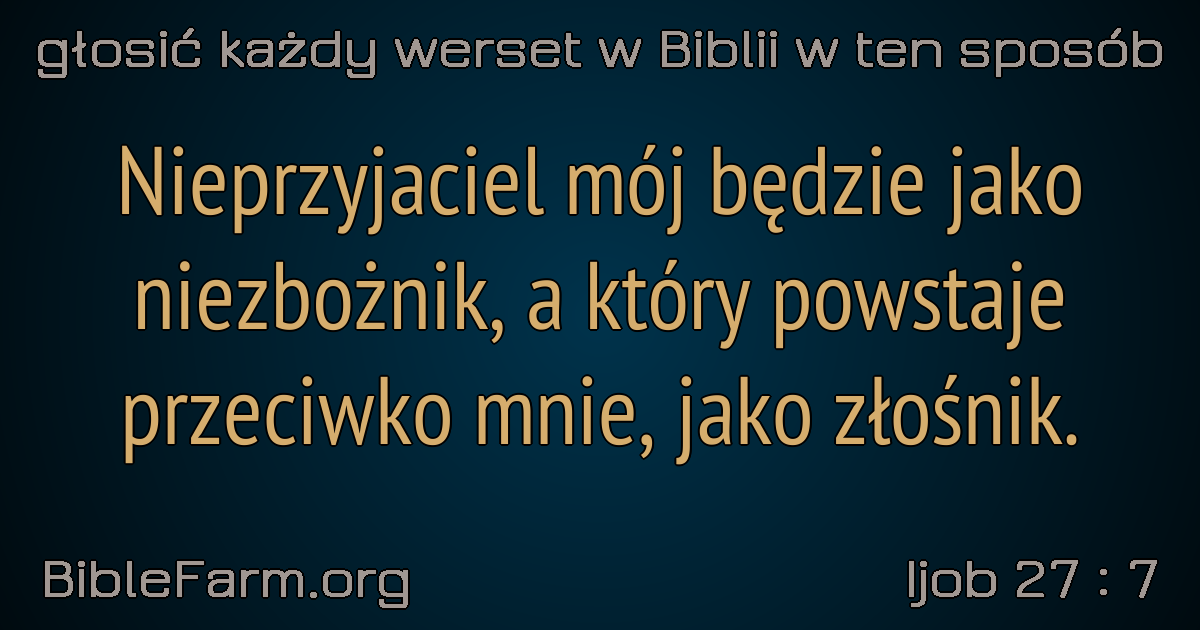 głosić każdy werset w Biblii w ten sposób
Nieprzyjaciel mój będzie jako
niezbożnik, a który powstaje
przeciwko mnie, jako złośnik.
BibleFarm.org
Ijob 27 : 7